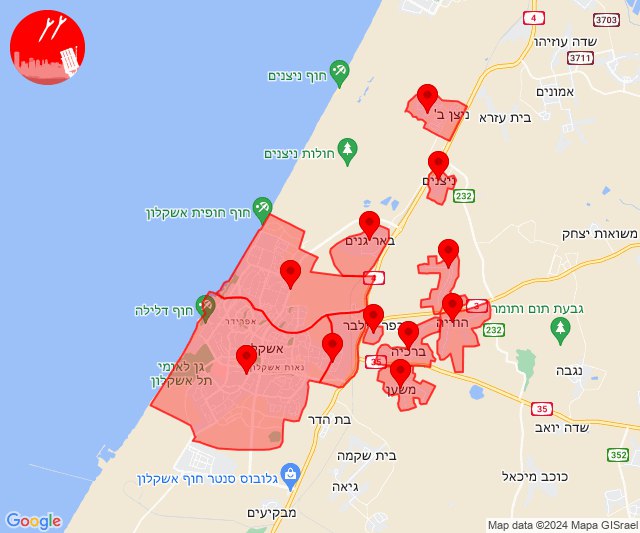 4
3703
שדה עוזיהו
3711
חוף ניצנים
אמונים
ניצן ב'
בית עזרא
חולות ניצנים
ניצנים
232
חוף חופית אשקלון
משואות יצחק
באר גנים
4
3
גבעת תום ותומר
חוף דלילה
הודיה
אפרידר
232
אשקלון
ברכיה
35
גן לאומי
תל אשקלון
נאות אשקלון
נגבה
משען
35
בת הדר
שדה יואב
352
בית שקמה
גלובוס סנטר חוף אשקלון
כוכב מיכאל
גיאה
מבקיעים
Google
Map data ©2024 Mapa GISrael